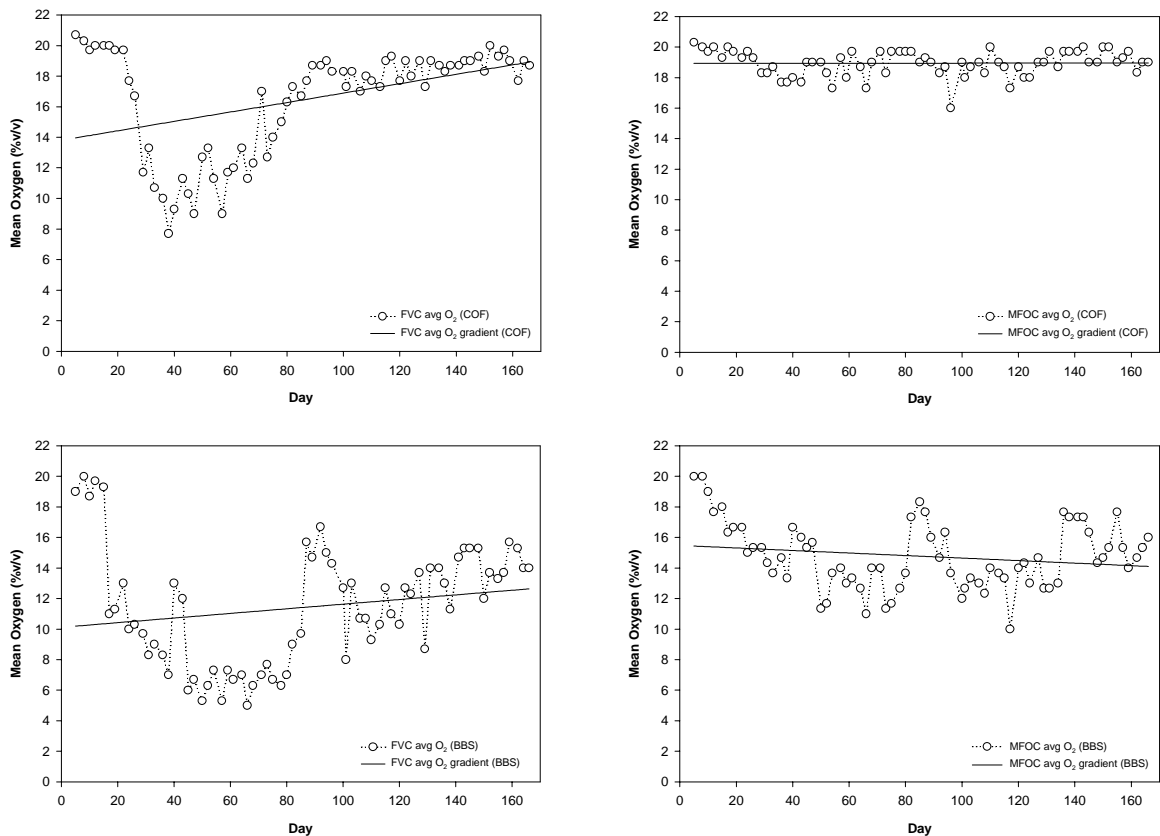 22
20
18
16
14
12
10
8
6
4
2
0
Mean Oxygen (%v/v)
FVC avg O₂ (COF)
FVC avg O₂ gradient (COF)
0 20 40 60 80 100 120 140 160
Day
22
20
18
16
14
12
10
8
6
4
2
0
Mean Oxygen (%v/v)
MFOC avg O₂ (COF)
MFOC avg O₂ gradient (COF)
0 20 40 60 80 100 120 140 160
Day
22
20
18
16
14
12
10
8
6
4
2
0
Mean Oxygen (%v/v)
FVC avg O₂ (BBS)
FVC avg O₂ gradient (BBS)
0 20 40 60 80 100 120 140 160
Day
22
20
18
16
14
12
10
8
6
4
2
0
Mean Oxygen (%v/v)
MFOC avg O₂ (BBS)
MFOC avg O₂ gradient (BBS)
0 20 40 60 80 100 120 140 160
Day